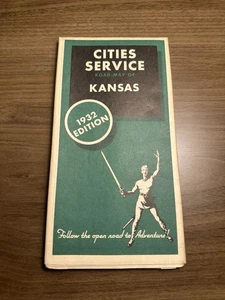 CITIES
SERVICE
ROAD MAP OF
KANSAS
1932
EDITION
Follow the open road to Adventure!